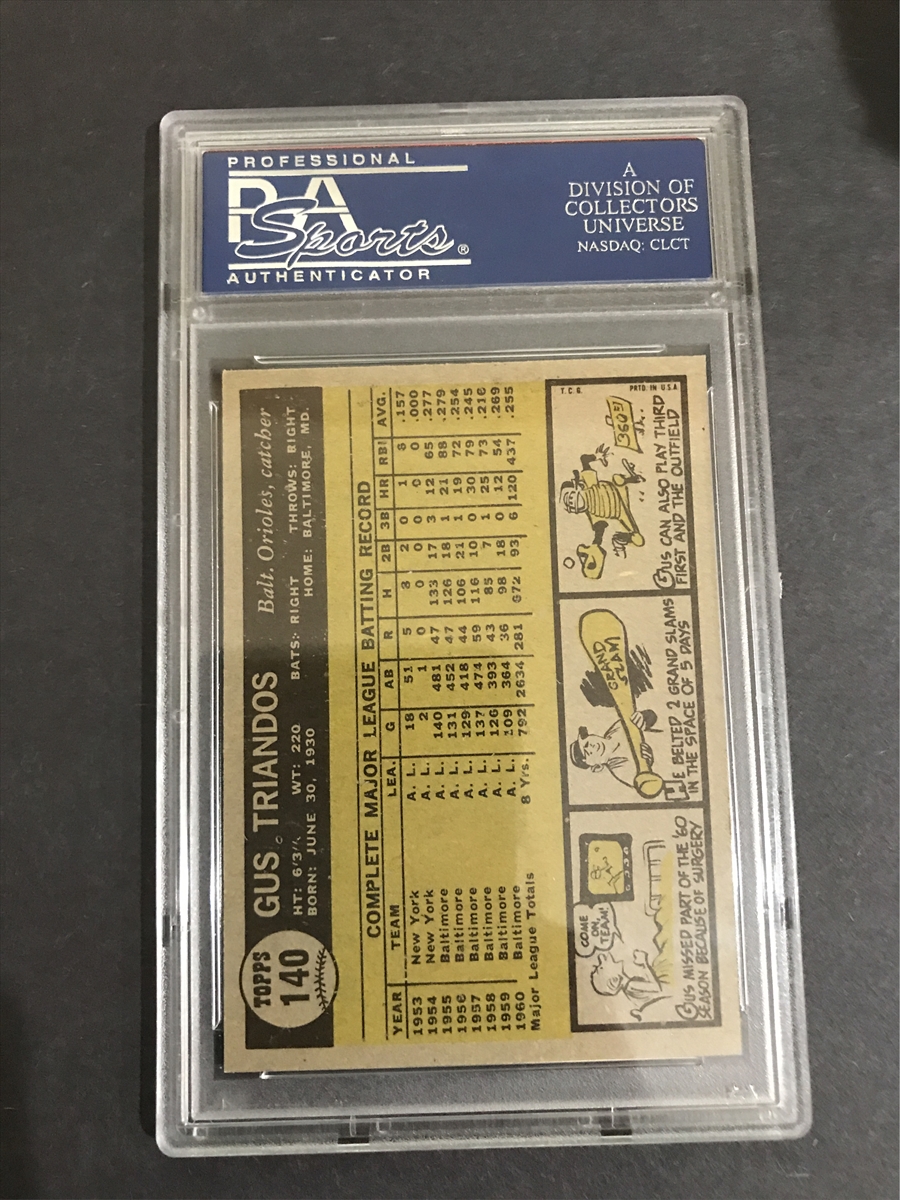 PROFESSIONAL
PSA
Sports®
AUTHENTICATOR
A
DIVISION OF
COLLECTORS
UNIVERSE
NASDAQ: CLCT
TOPPS
140
GUS TRIANDOS
Balt. Orioles, catcher
HT: 6'3" WT: 220 BATS: RIGHT THROWS: RIGHT
BORN: JUNE 30, 1930 HOME: BALTIMORE, MD.
COMPLETE MAJOR LEAGUE BATTING RECORD
YEAR TEAM LEA. G AB R H 2B 3B HR RBI AVG.
1953 New York A. L. 18 51 5 8 2 0 1 6 .157
1954 New York A. L. 2 1 0 0 0 0 0 0 .000
1955 Baltimore A. L. 140 481 47 133 17 3 12 65 .277
1956 Baltimore A. L. 131 452 47 126 18 1 21 88 .279
1957 Baltimore A. L. 129 418 44 106 21 1 19 72 .254
1958 Baltimore A. L. 137 474 59 116 10 0 30 79 .245
1959 Baltimore A. L. 126 393 43 85 7 1 25 73 .216
1960 Baltimore A. L. 109 364 36 98 18 0 12 54 .269
Major League Totals 8 Yrs. 792 2634 281 672 93 6 120 437 .255
COME
ON,
TEAM!
GUS MISSED PART OF THE '60
SEASON BECAUSE OF SURGERY
GRAND
SLAM
HE BELTED 2 GRAND SLAMS
IN THE SPACE OF 5 DAYS
T.C.G. PRTD. IN U.S.A.
360FT.
GUS CAN ALSO PLAY THIRD
FIRST AND THE OUTFIELD